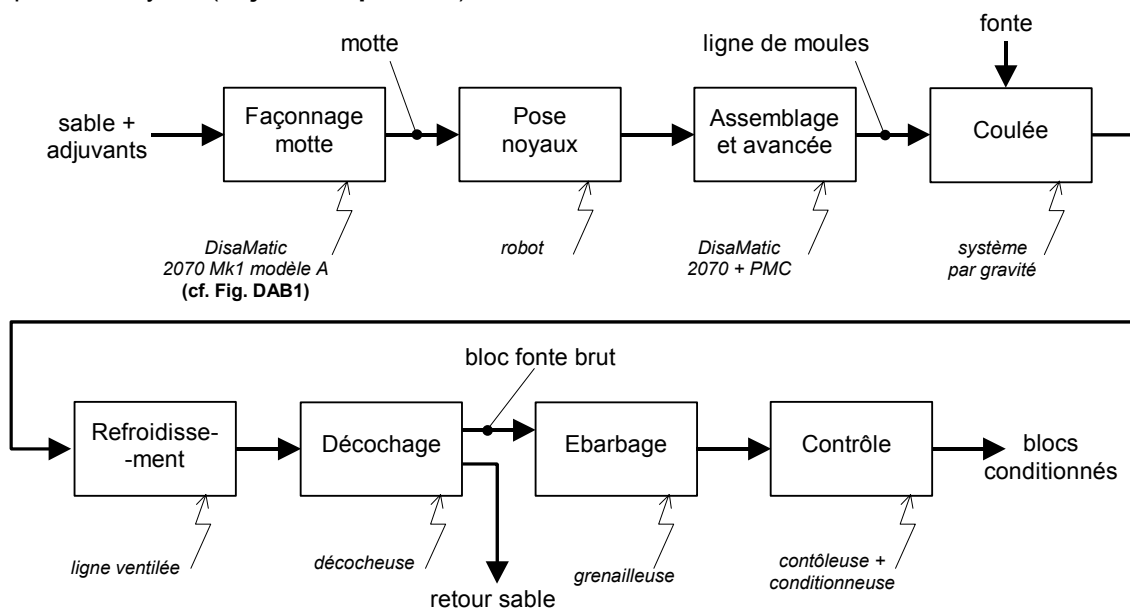 motte
ligne de moules
fonte
sable +
adjuvants
Façonnage
motte
Pose
noyaux
Assemblage
et avancée
Coulée
DisaMatic
2070 Mk1 modèle A
(cf. Fig. DAB1)
robot
DisaMatic
2070 + PMC
système
par gravité
bloc fonte brut
Refroidisse-
-ment
Décochage
Ebarbage
Contrôle
blocs
conditionnés
ligne ventilée
décocheuse
grenailleuse
contôleuse +
conditionneuse
retour sable